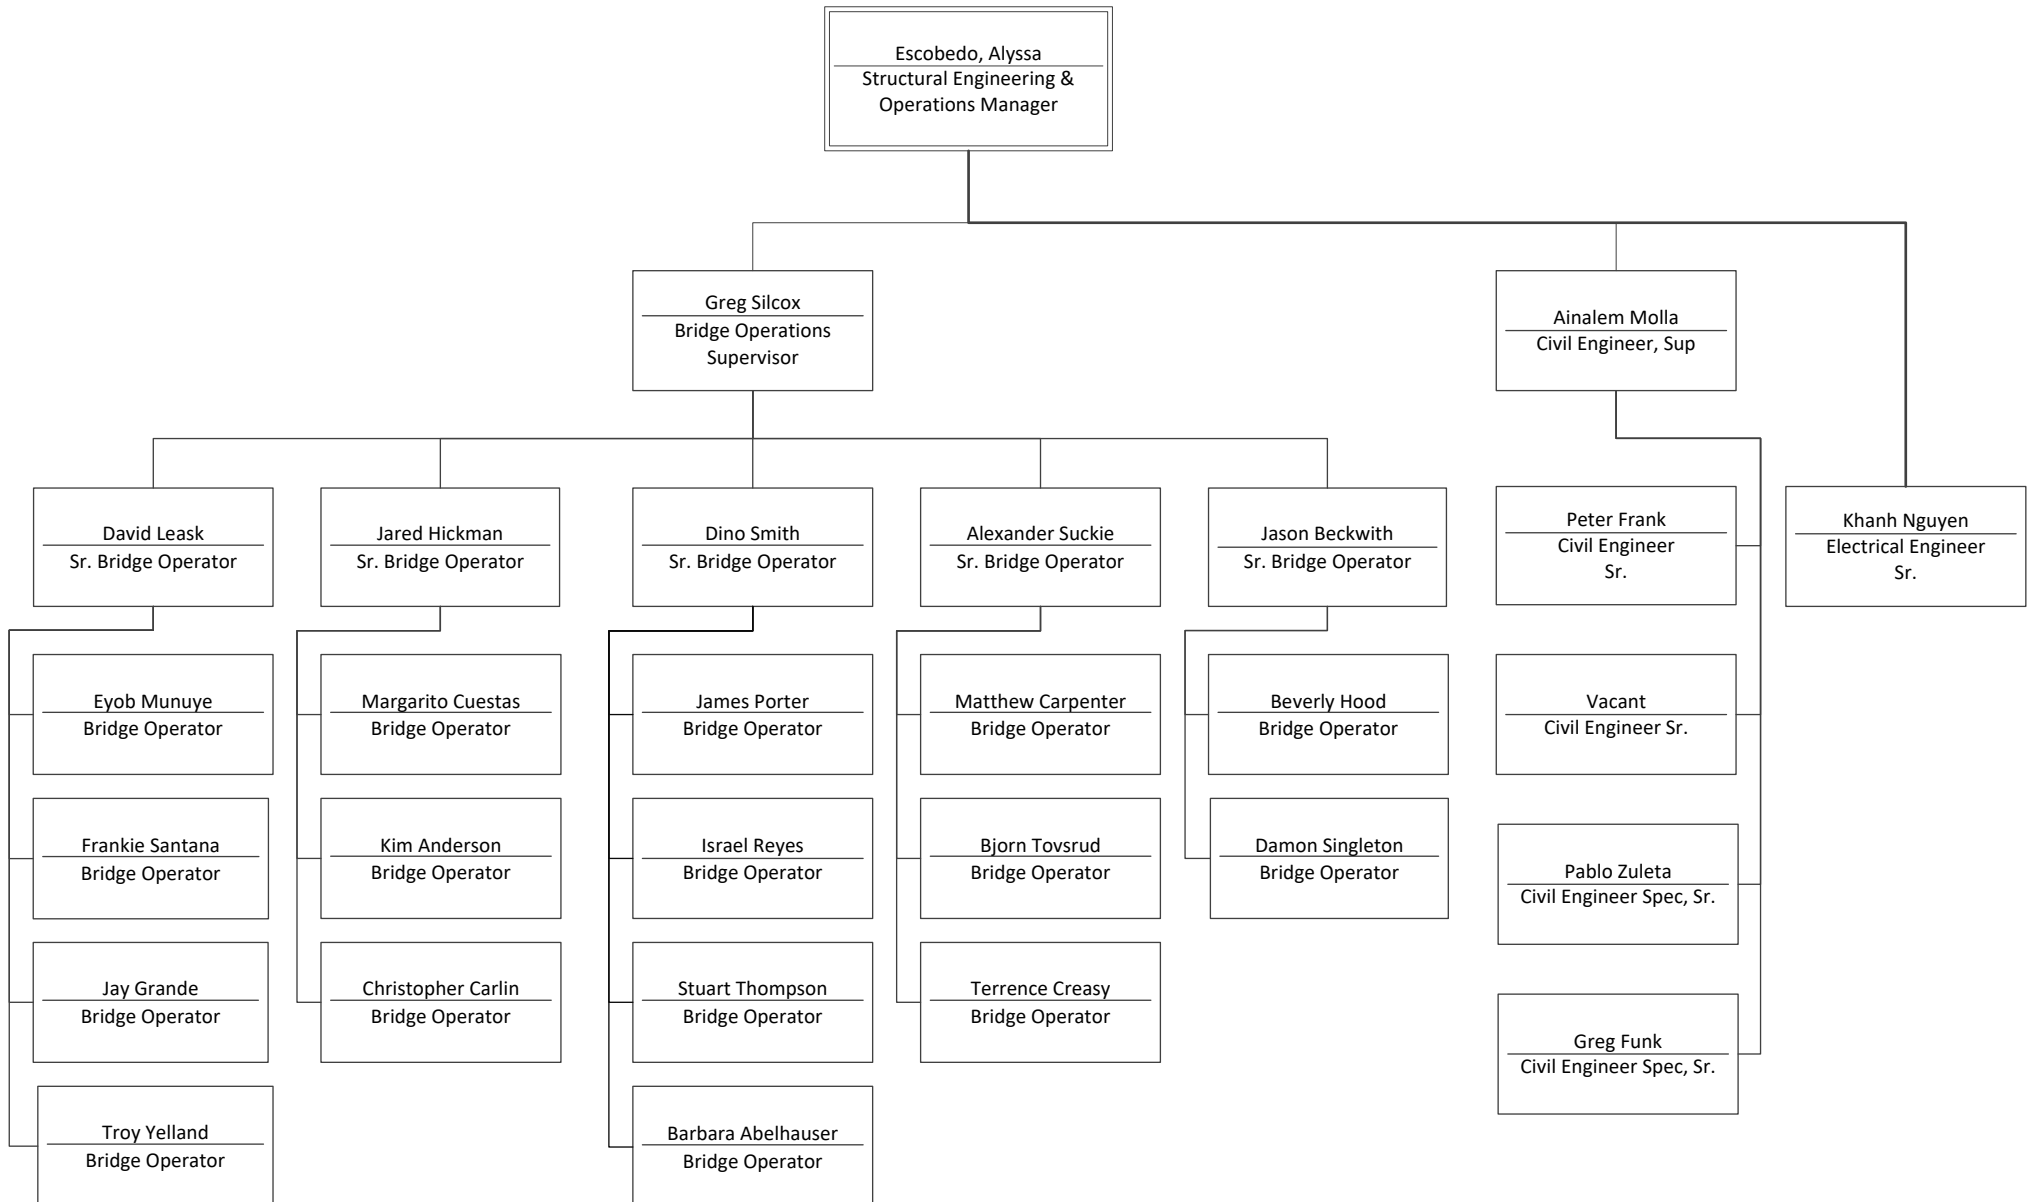 Escobedo, Alyssa
Structural Engineering &
Operations Manager
Greg Silcox
Bridge Operations
Supervisor
Ainalem Molla
Civil Engineer, Sup
David Leask
Sr. Bridge Operator
Jared Hickman
Sr. Bridge Operator
Dino Smith
Sr. Bridge Operator
Alexander Suckie
Sr. Bridge Operator
Jason Beckwith
Sr. Bridge Operator
Peter Frank
Civil Engineer
Sr.
Khanh Nguyen
Electrical Engineer
Sr.
Eyob Munuye
Bridge Operator
Margarito Cuestas
Bridge Operator
James Porter
Bridge Operator
Matthew Carpenter
Bridge Operator
Beverly Hood
Bridge Operator
Vacant
Civil Engineer Sr.
Frankie Santana
Bridge Operator
Kim Anderson
Bridge Operator
Israel Reyes
Bridge Operator
Bjorn Tovsrud
Bridge Operator
Damon Singleton
Bridge Operator
Pablo Zuleta
Civil Engineer Spec, Sr.
Jay Grande
Bridge Operator
Christopher Carlin
Bridge Operator
Stuart Thompson
Bridge Operator
Terrence Creasy
Bridge Operator
Greg Funk
Civil Engineer Spec, Sr.
Troy Yelland
Bridge Operator
Barbara Abelhauser
Bridge Operator